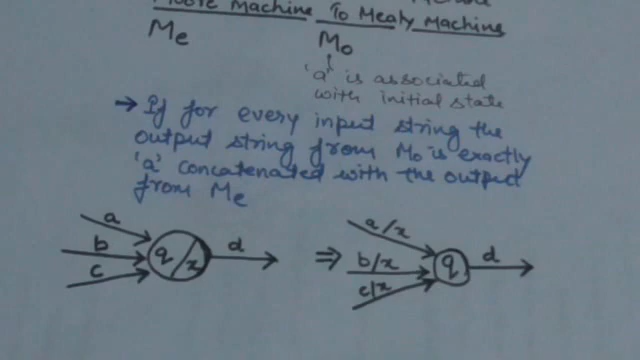 Moore Machine To Mealy Machine
Me Mo
'a' is associated
with initial state
→ If for every input string the
output string from Mo is exactly
'a' concatenated with the output
from Me
a a/x
b q/x d ⇒ b/x q d
c c/x